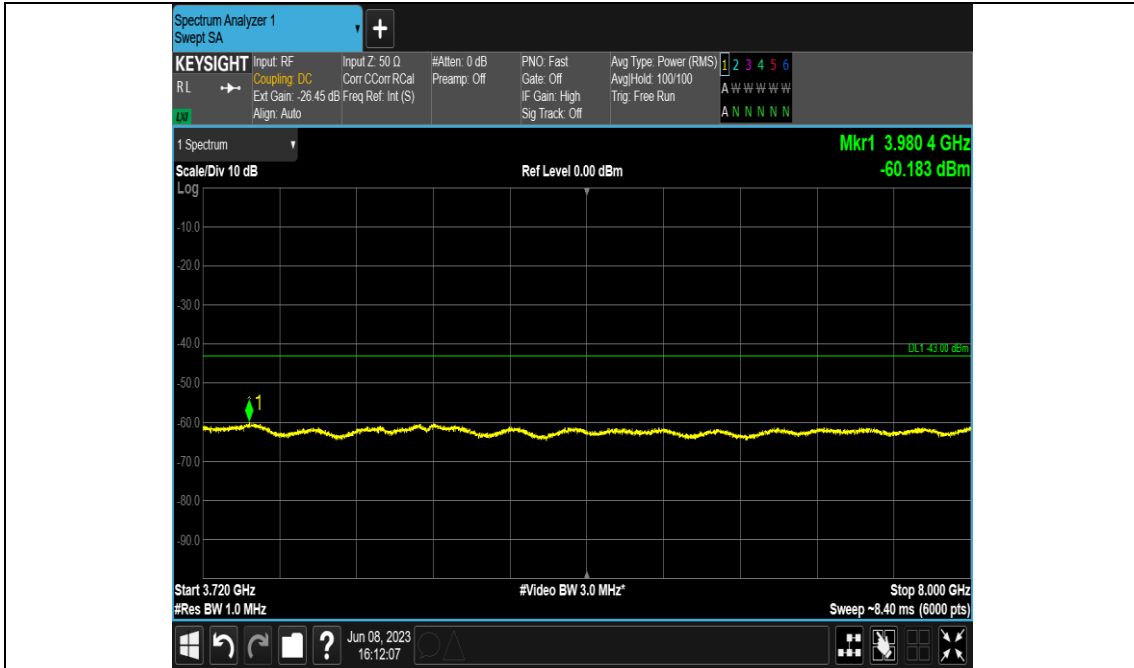 Spectrum Analyzer 1
Swept SA
+
KEYSIGHT
RL
LXI
Input: RF
Coupling: DC
Ext Gain: -26.45 dB
Align: Auto
Input Z: 50 Ω
Corr CCorr RCal
Freq Ref: Int (S)
#Atten: 0 dB
Preamp: Off
PNO: Fast
Gate: Off
IF Gain: High
Sig Track: Off
Avg Type: Power (RMS)
Avg|Hold: 100/100
Trig: Free Run
1 2 3 4 5 6
A W W W W W
A N N N N N
1 Spectrum
Mkr1 3.980 4 GHz
-60.183 dBm
Scale/Div 10 dB
Ref Level 0.00 dBm
Log
-10.0
-20.0
-30.0
-40.0
DL1 -43.00 dBm
-50.0
1
-60.0
-70.0
-80.0
-90.0
Start 3.720 GHz
#Video BW 3.0 MHz*
Stop 8.000 GHz
#Res BW 1.0 MHz
Sweep ~8.40 ms (6000 pts)
?
Jun 08, 2023
16:12:07